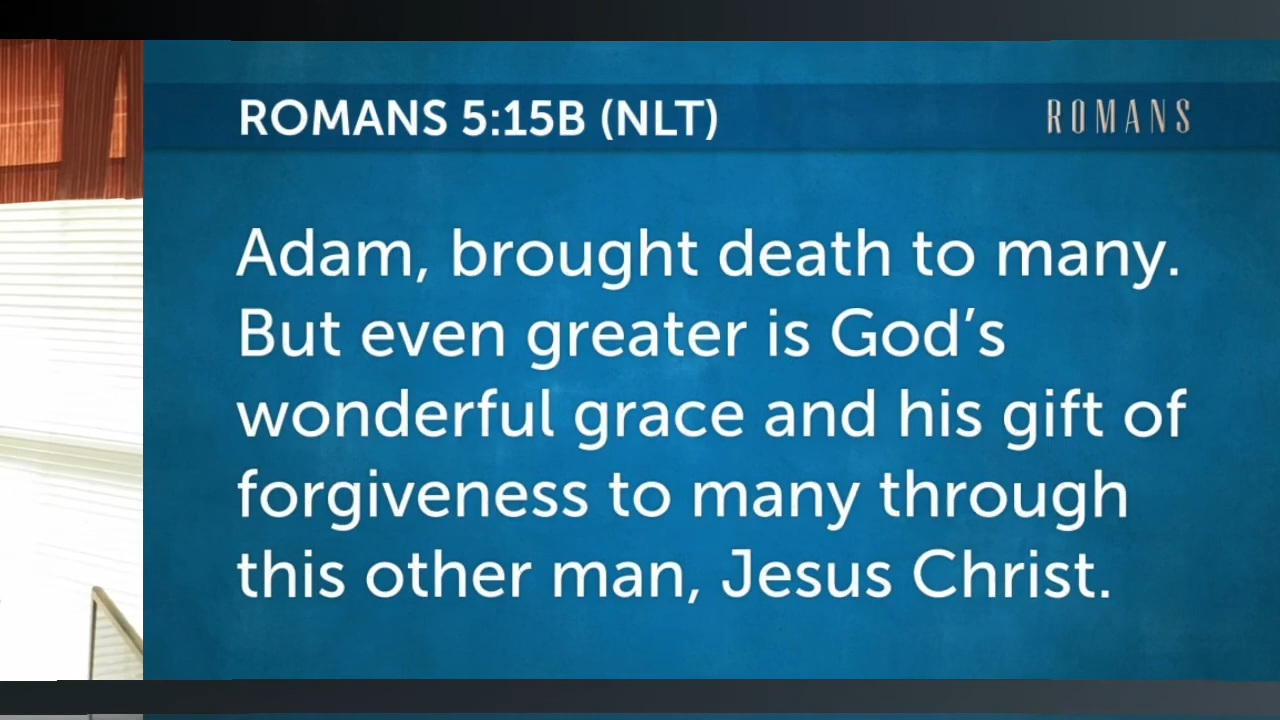 ROMANS 5:15B (NLT)
ROMANS
Adam, brought death to many.
But even greater is God’s
wonderful grace and his gift of
forgiveness to many through
this other man, Jesus Christ.